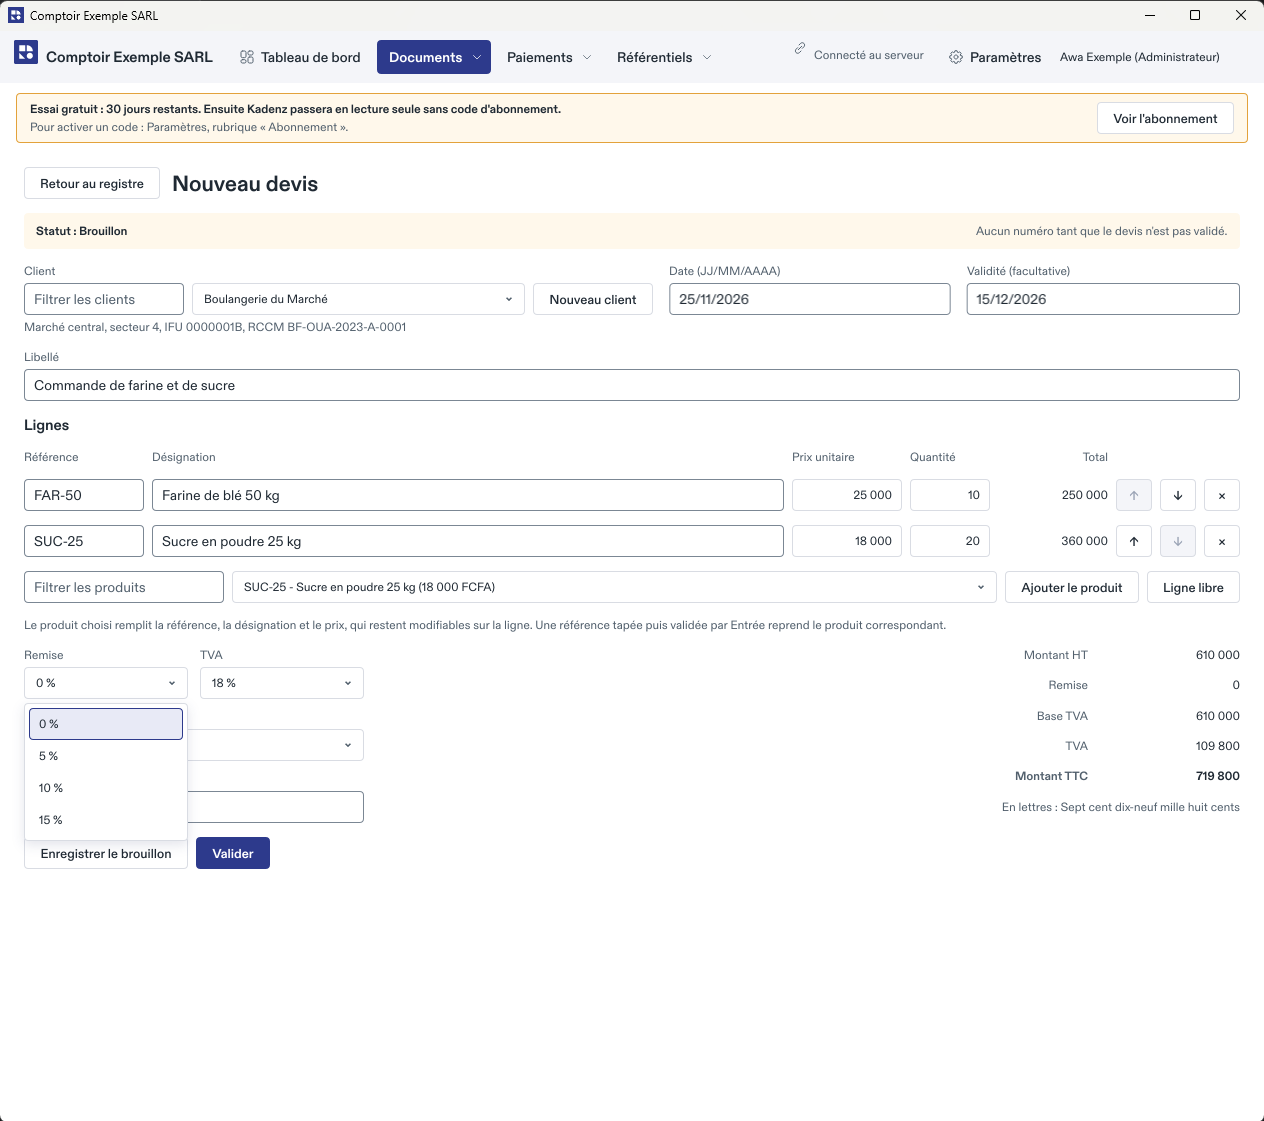 Comptoir Exemple SARL
Comptoir Exemple SARL
Tableau de bord
Documents
Paiements
Référentiels
Connecté au serveur
Paramètres
Awa Exemple (Administrateur)
Essai gratuit : 30 jours restants. Ensuite Kadenz passera en lecture seule sans code d'abonnement.
Pour activer un code : Paramètres, rubrique « Abonnement ».
Voir l'abonnement
Retour au registre
Nouveau devis
Statut : Brouillon
Aucun numéro tant que le devis n'est pas validé.
Client
Date (JJ/MM/AAAA)
Validité (facultative)
Filtrer les clients
Boulangerie du Marché
Nouveau client
25/11/2026
15/12/2026
Marché central, secteur 4, IFU 0000001B, RCCM BF-OUA-2023-A-0001
Libellé
Commande de farine et de sucre
Lignes
Référence
Désignation
Prix unitaire
Quantité
Total
FAR-50
Farine de blé 50 kg
25 000
10
250 000
SUC-25
Sucre en poudre 25 kg
18 000
20
360 000
Filtrer les produits
SUC-25 - Sucre en poudre 25 kg (18 000 FCFA)
Ajouter le produit
Ligne libre
Le produit choisi remplit la référence, la désignation et le prix, qui restent modifiables sur la ligne. Une référence tapée puis validée par Entrée reprend le produit correspondant.
Remise
TVA
0 %
18 %
0 %
5 %
10 %
15 %
Montant HT
610 000
Remise
0
Base TVA
610 000
TVA
109 800
Montant TTC
719 800
En lettres : Sept cent dix-neuf mille huit cents
Enregistrer le brouillon
Valider